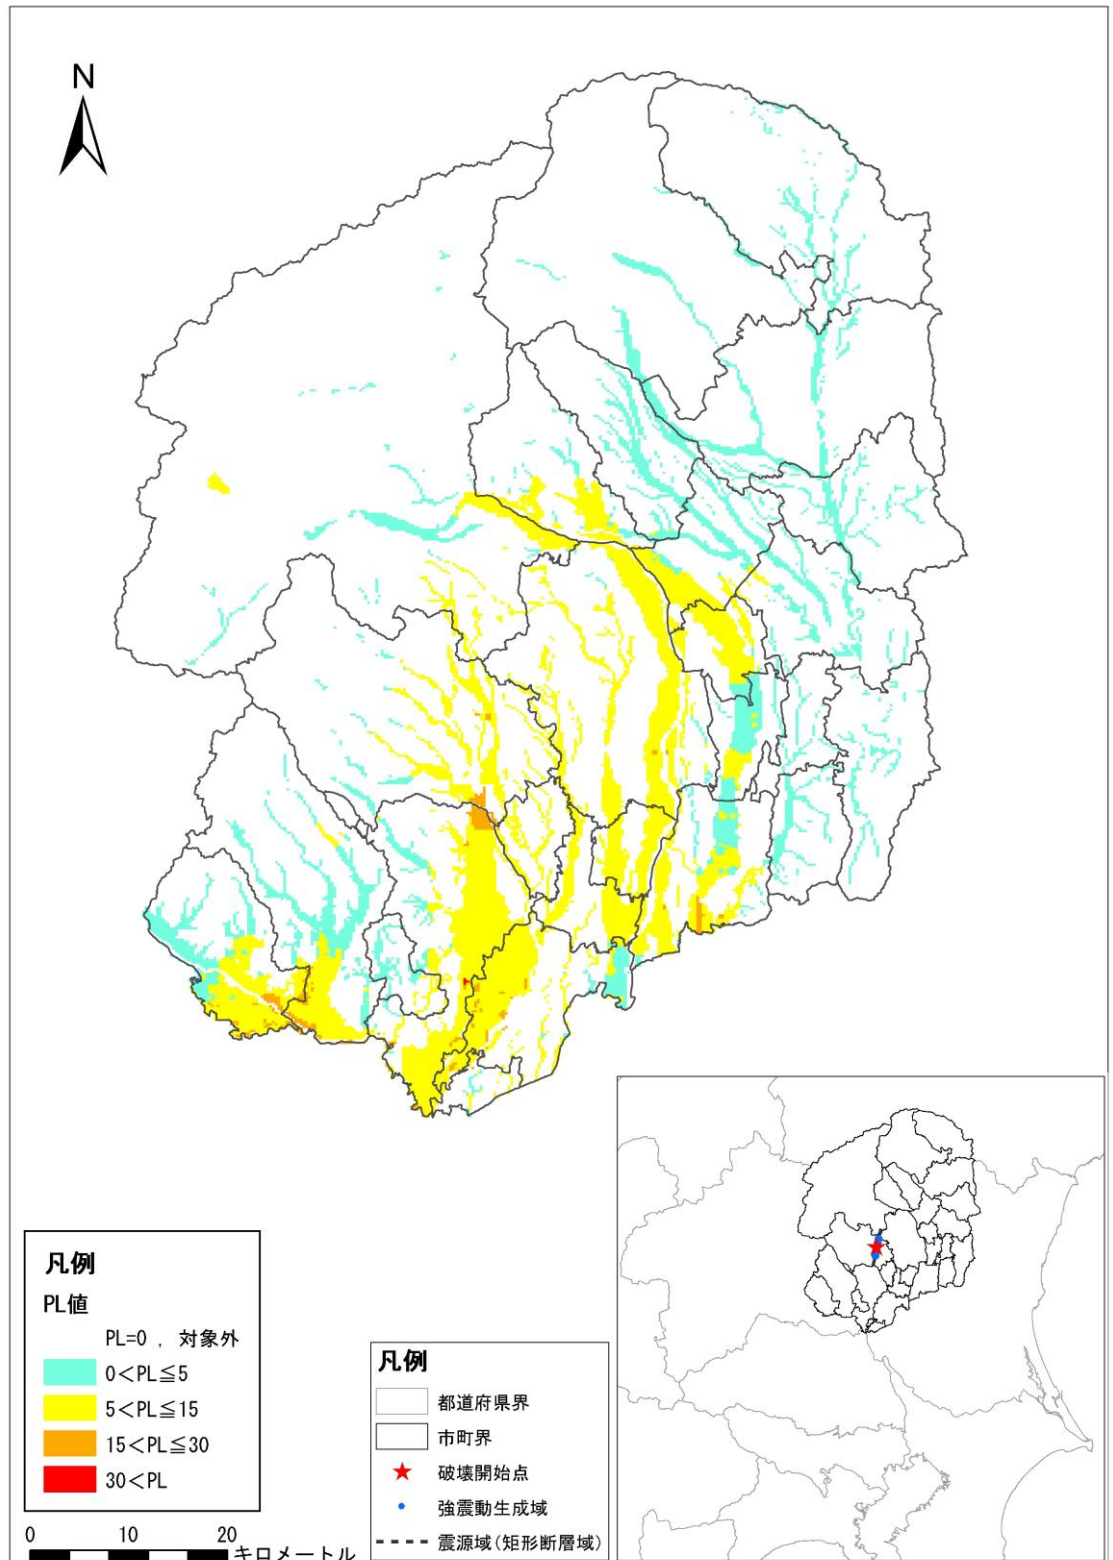 N
凡例
PL値
PL=0 , 対象外
0<PL≦5
5<PL≦15
15<PL≦30
30<PL
0 10 20
キロメートル
凡例
都道府県界
市町界
破壊開始点
強震動生成域
震源域(矩形断層域)